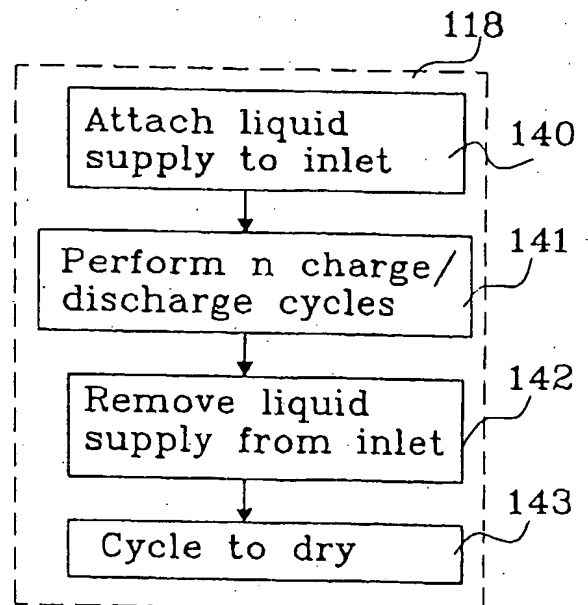 118
Attach liquid
supply to inlet
140
Perform n charge/
discharge cycles
141
Remove liquid
supply from inlet
142
Cycle to dry
143